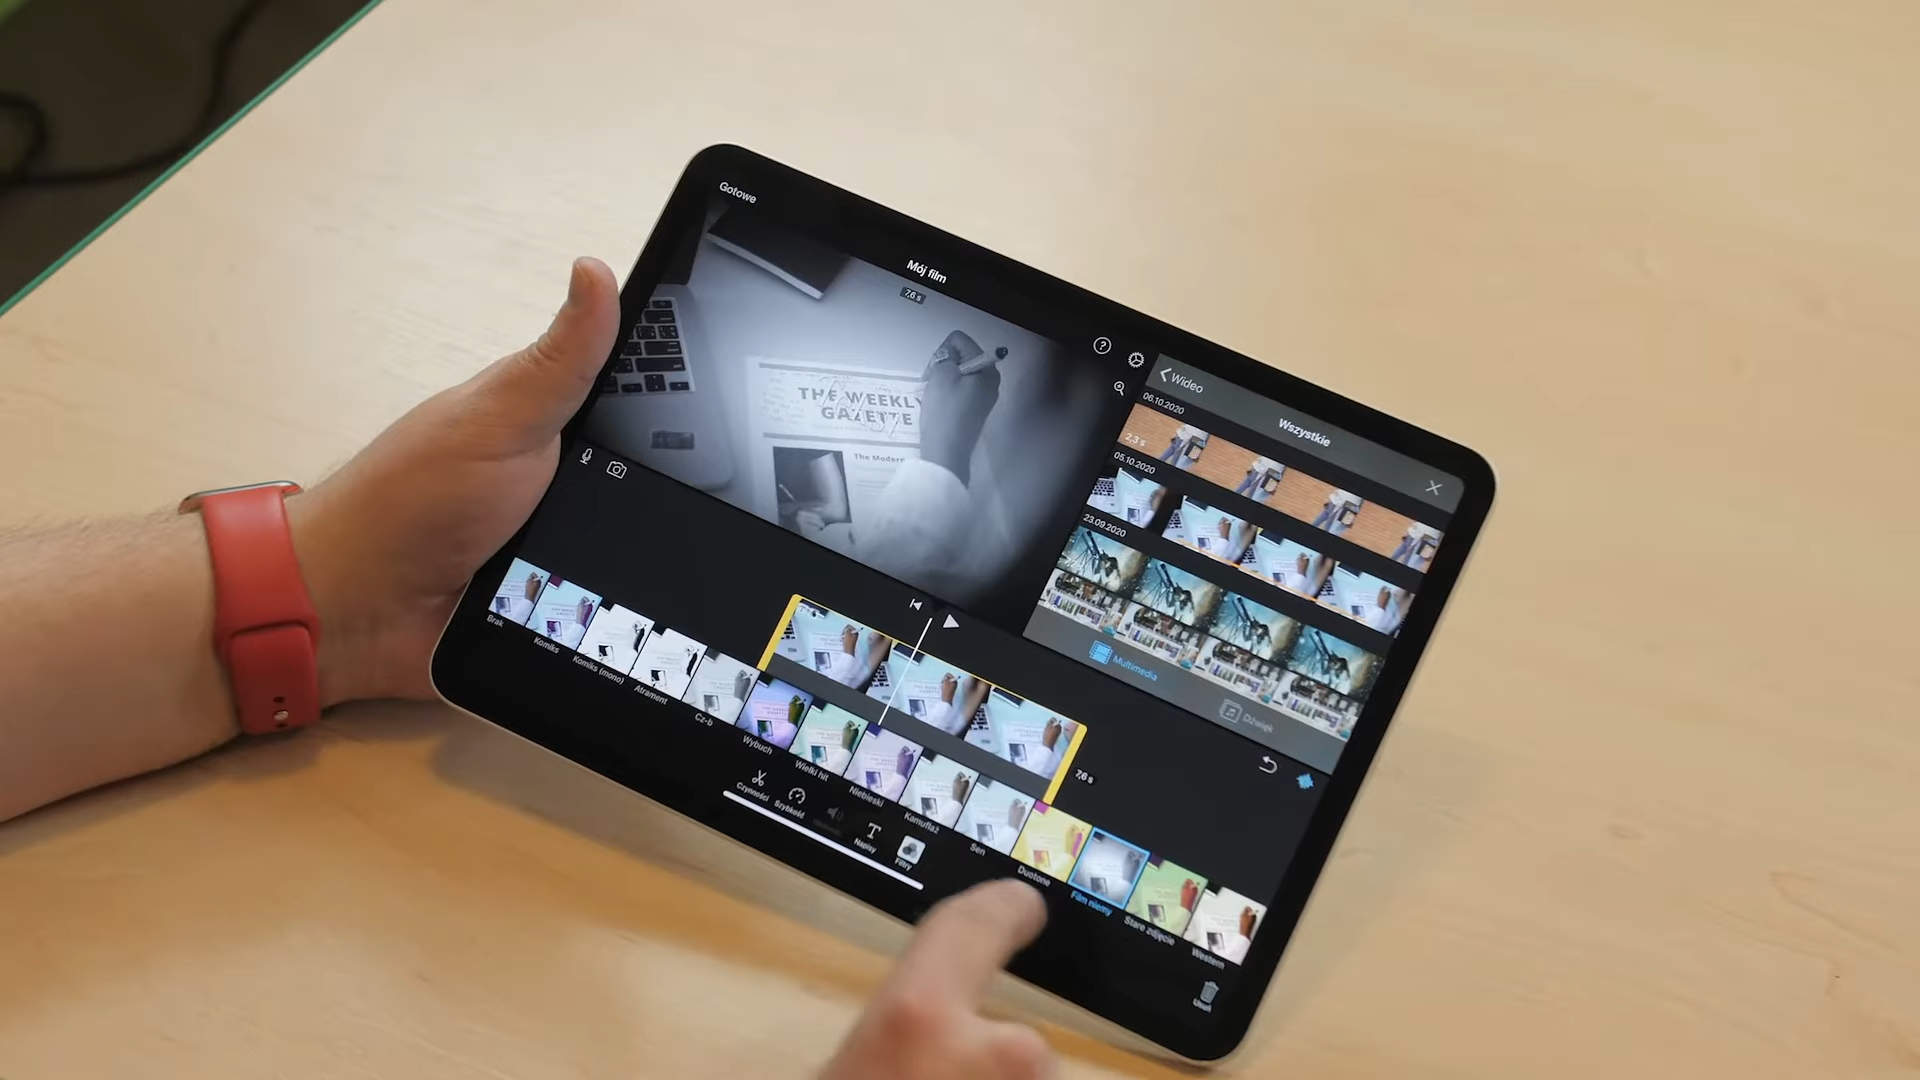 Gotowe
Mój film
7,6 s
THE WEEKLY
GAZETTE
The Modern
Wideo
Wszystkie
06.10.2020
2,3 s
05.10.2020
23.09.2020
Multimedia
Dźwięk
7,6 s
Brak
Komiks
Komiks (mono)
Atrament
Cz-b
Wybuch
Wielki hit
Niebieski
Kamuflaż
Sen
Duotone
Film niemy
Stare zdjęcie
Western
Czynności
Szybkość
Napisy
Filtry
Usuń